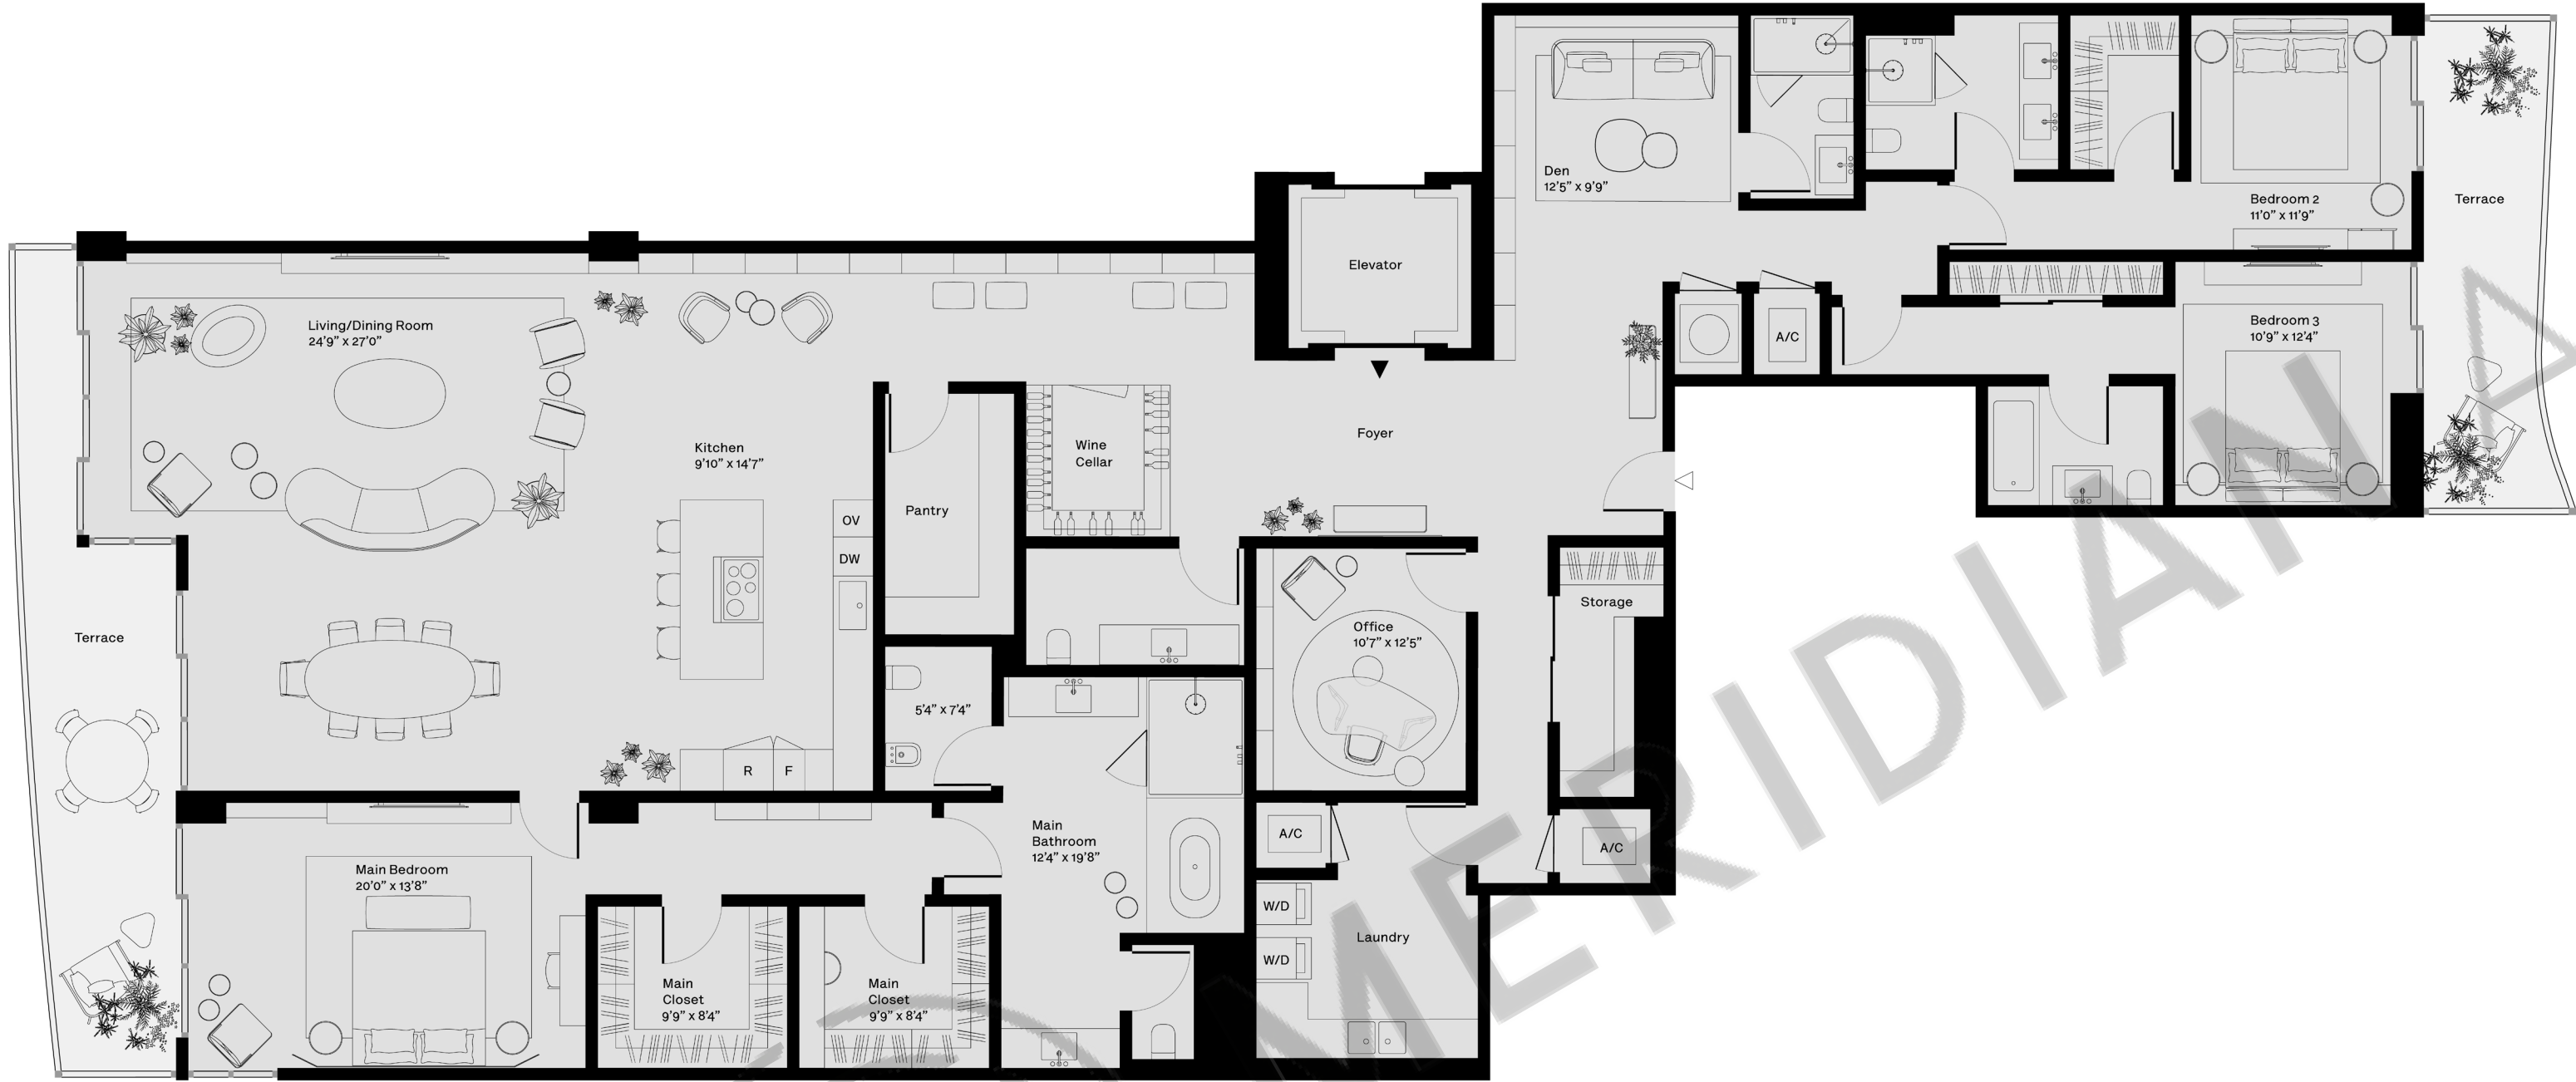 Den
12’5” x 9’9”
Bedroom 2
11’0” x 11’9”
Terrace
Elevator
Living/Dining Room
24’9” x 27’0”
A/C
Bedroom 3
10’9” x 12’4”
Kitchen
9’10” x 14’7”
Wine
Cellar
Foyer
Pantry
OV
DW
Storage
Office
10’7” x 12’5”
Terrace
5’4” x 7’4”
R
F
Main
Bathroom
12’4” x 19’8”
A/C
A/C
Main Bedroom
20’0” x 13’8”
W/D
Laundry
W/D
Main
Closet
9’9” x 8’4”
Main
Closet
9’9” x 8’4”
MERIDIAN